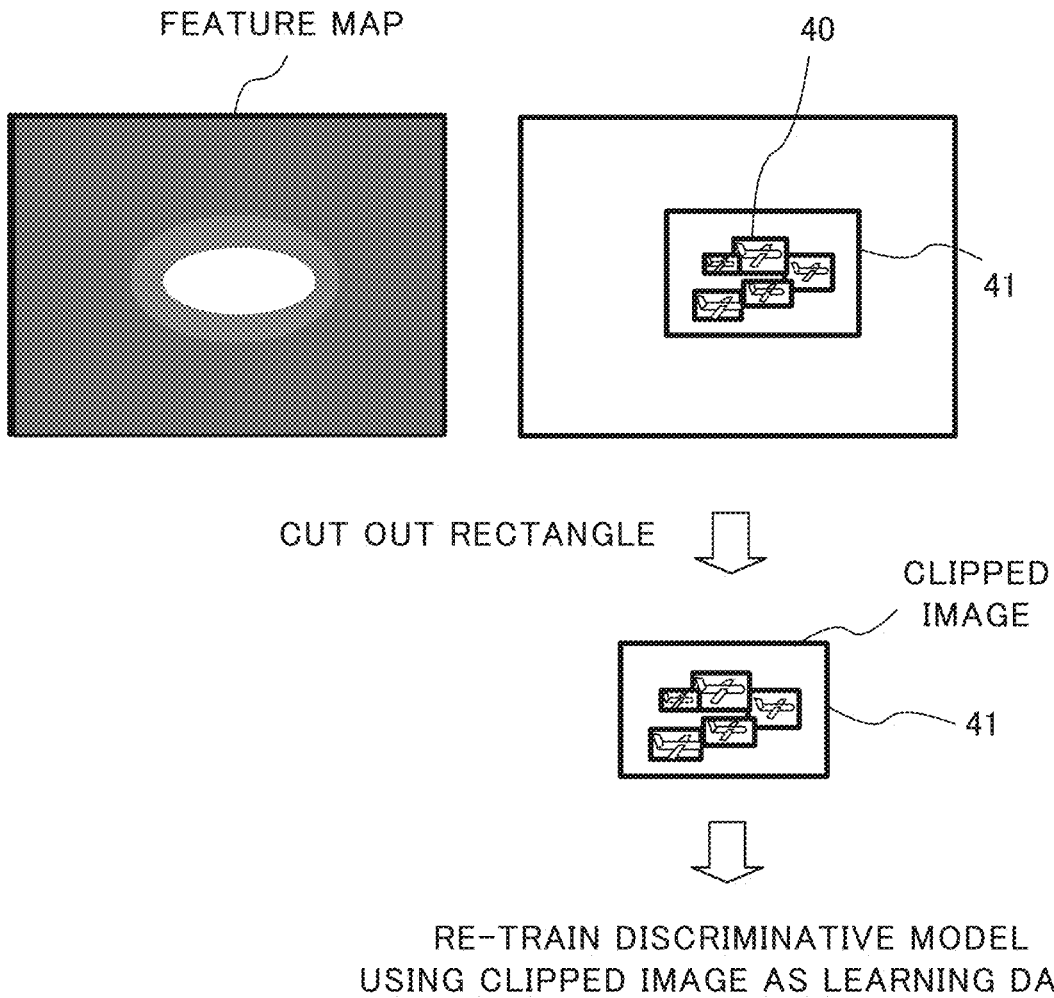 FEATURE MAP
40
41
CUT OUT RECTANGLE
CLIPPED
IMAGE
41
RE-TRAIN DISCRIMINATIVE MODEL
USING CLIPPED IMAGE AS LEARNING DA